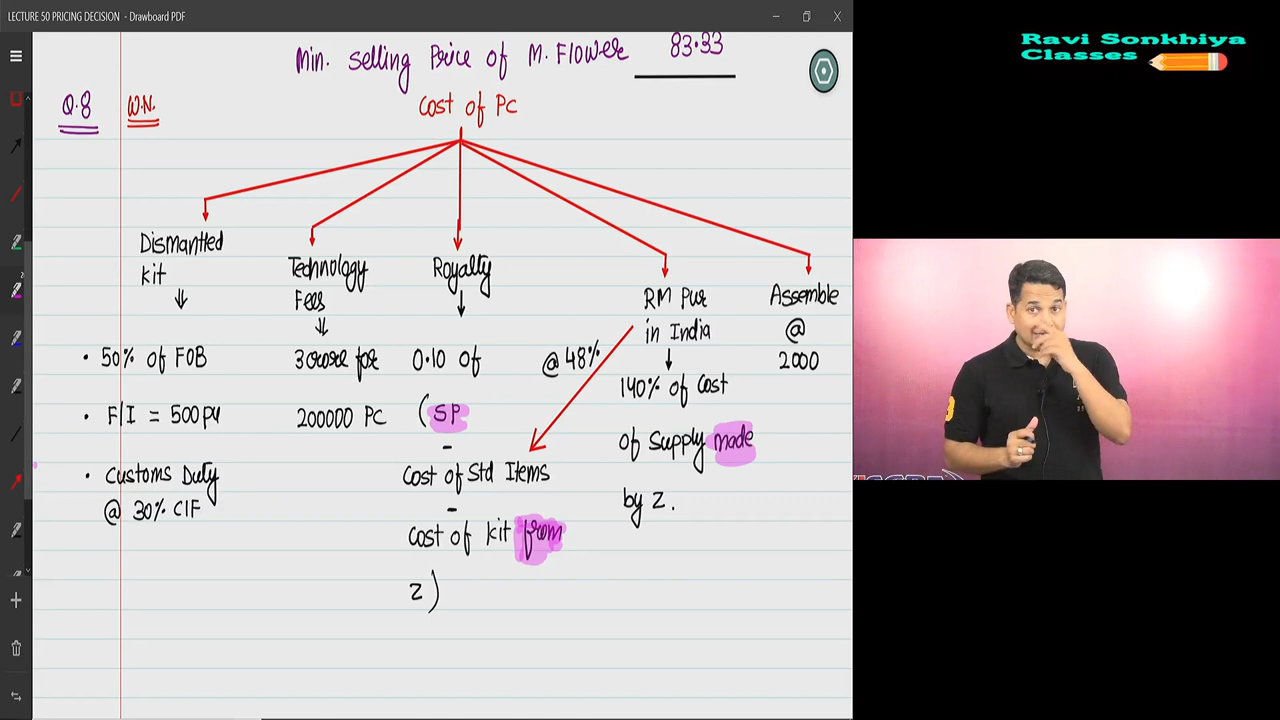 LECTURE 50 PRICING DECISION - Drawboard PDF
Ravi Sonkhiya
Classes
Min. Selling Price of M. Flower 83.33
Q.8 W.N. Cost of PC
Dismantled
Kit
Technology
Fees
Royalty
RM Pur
in India
Assemble
@
2000
• 50% of FOB
• F/I = 500 pu
• Customs Duty
@ 30% CIF
3 crore for
200000 PC
0.10 of
(SP
-
Cost of Std Items
-
Cost of Kit from
Z)
@ 48%
140% of Cost
of Supply made
by Z.